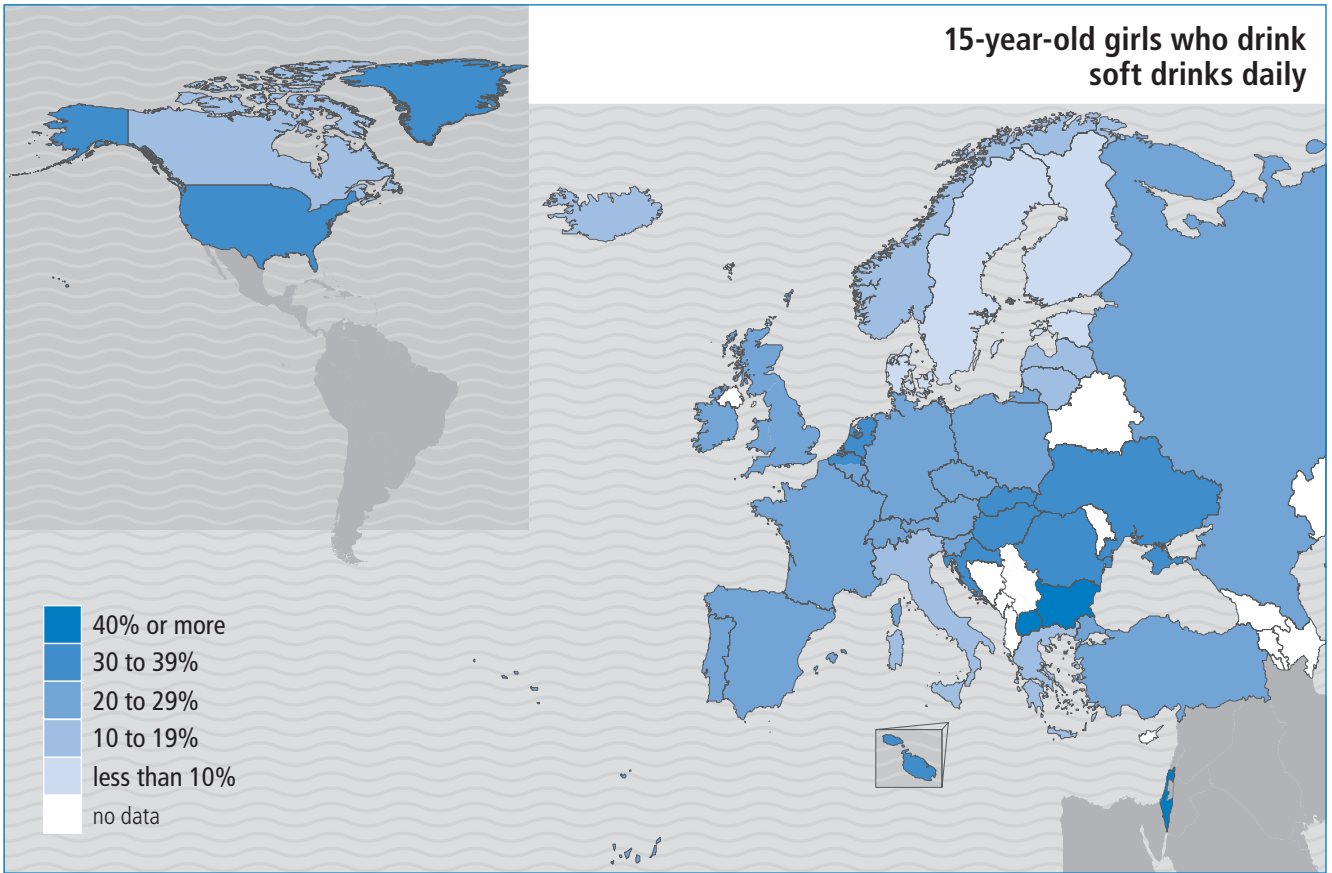 15-year-old girls who drink
soft drinks daily
40% or more
30 to 39%
20 to 29%
10 to 19%
less than 10%
no data